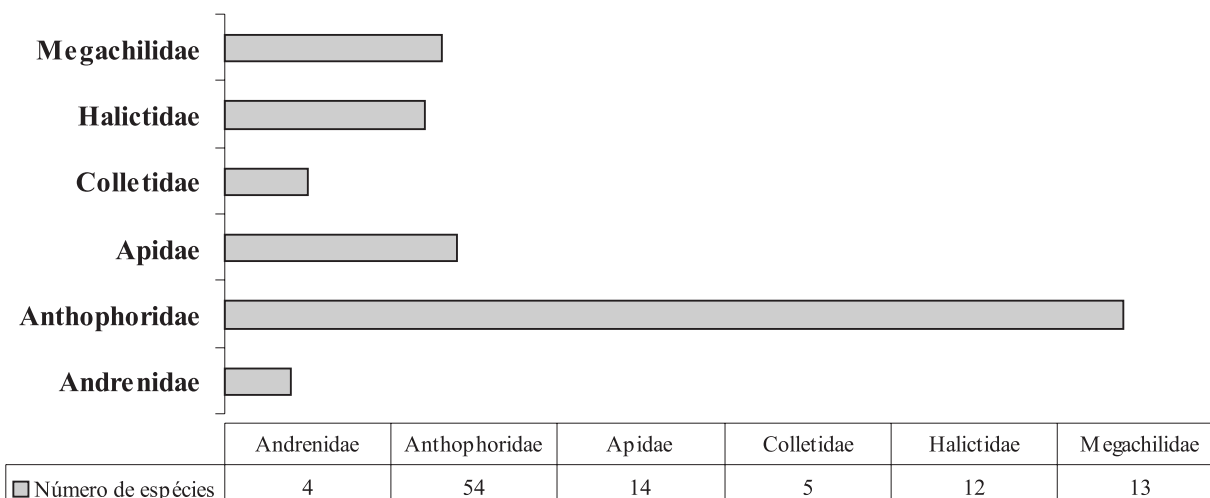 Megachilidae
Halictidae
Colletidae
Apidae
Anthophoridae
Andrenidae
Andrenidae Anthophoridae Apidae Colletidae Halictidae Megachilidae
Número de espécies 4 54 14 5 12 13